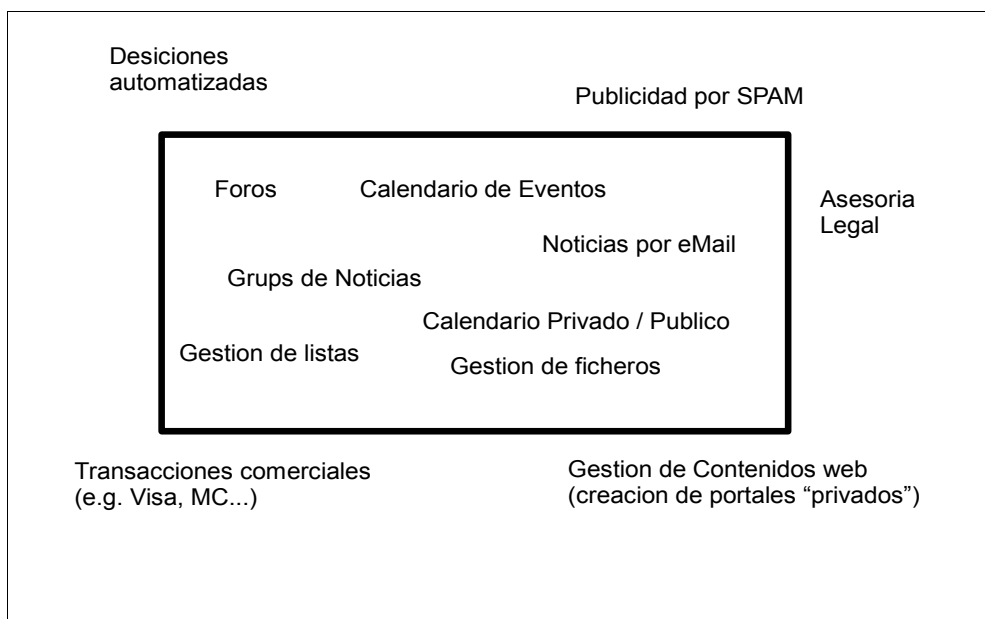 Desiciones
automatizadas
Publicidad por SPAM
Foros
Calendario de Eventos
Asesoria
Legal
Noticias por eMail
Grups de Noticias
Calendario Privado / Publico
Gestion de listas
Gestion de ficheros
Transacciones comerciales
(e.g. Visa, MC...)
Gestion de Contenidos web
(creacion de portales “privados”)